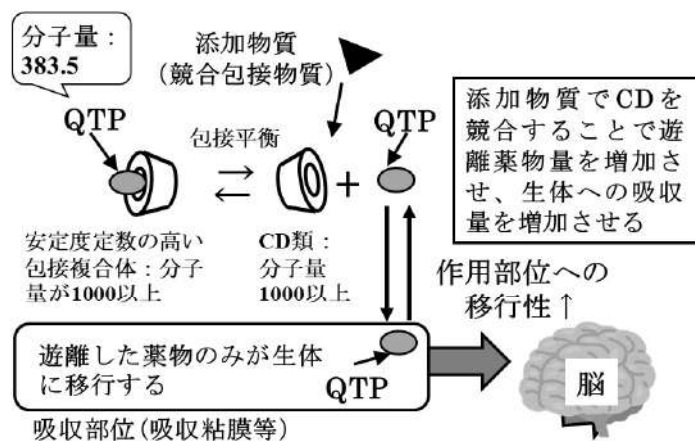 分子量：
383.5
添加物質
(競合包接物質)
QTP
包接平衡
QTP
+
添加物質でCDを
競合することで遊
離薬物量を増加さ
せ、生体への吸収
量を増加させる
安定度定数の高い
包接複合体：分子
量が1000以上
CD類：
分子量
1000以上
作用部位への
移行性↑
遊離した薬物のみが生体
に移行する
QTP
脳
吸収部位(吸収粘膜等)